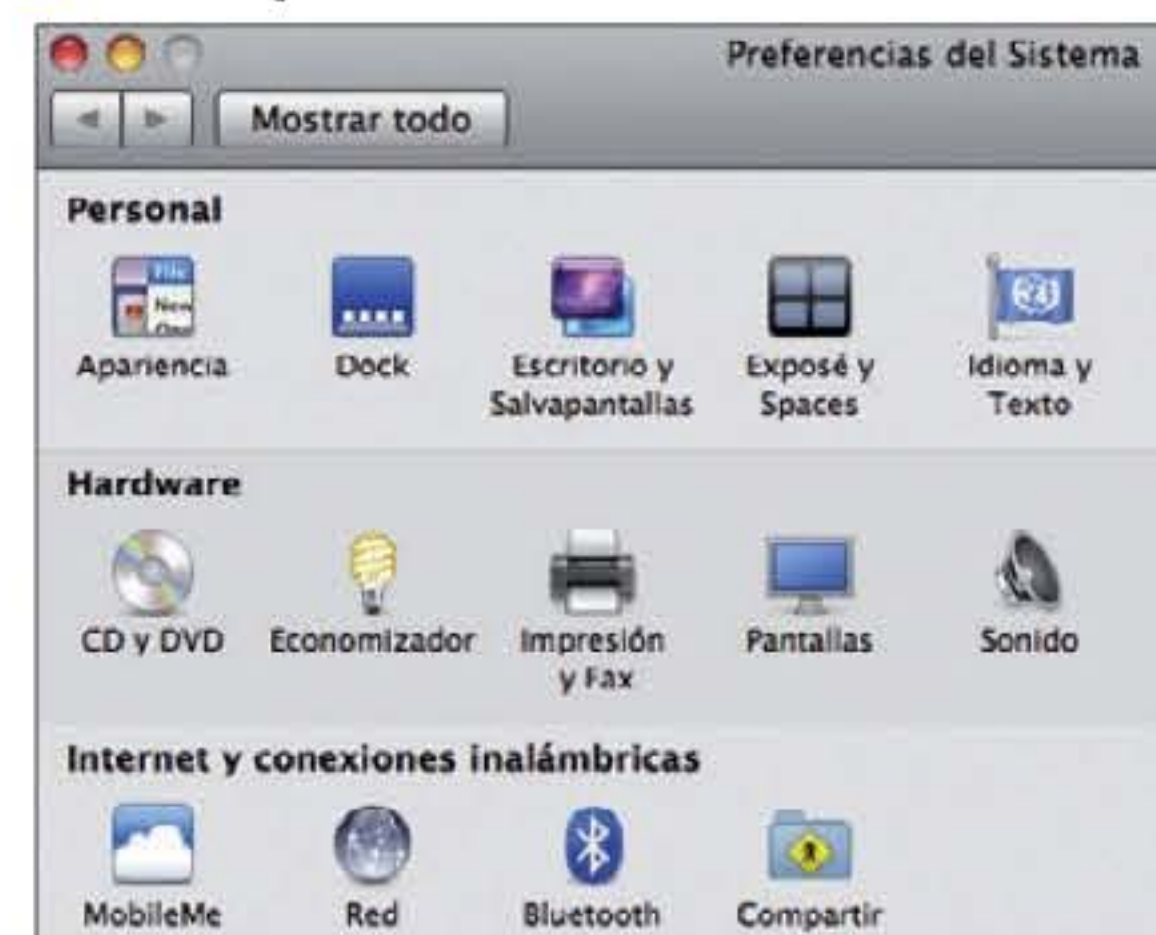 Preferencias del Sistema
Mostrar todo
Personal
Apariencia
Dock
Escritorio y
Salvapantallas
Exposé y
Spaces
Idioma y
Texto
Hardware
CD y DVD
Economizador
Impresión
y Fax
Pantallas
Sonido
Internet y conexiones inalámbricas
MobileMe
Red
Bluetooth
Compartir